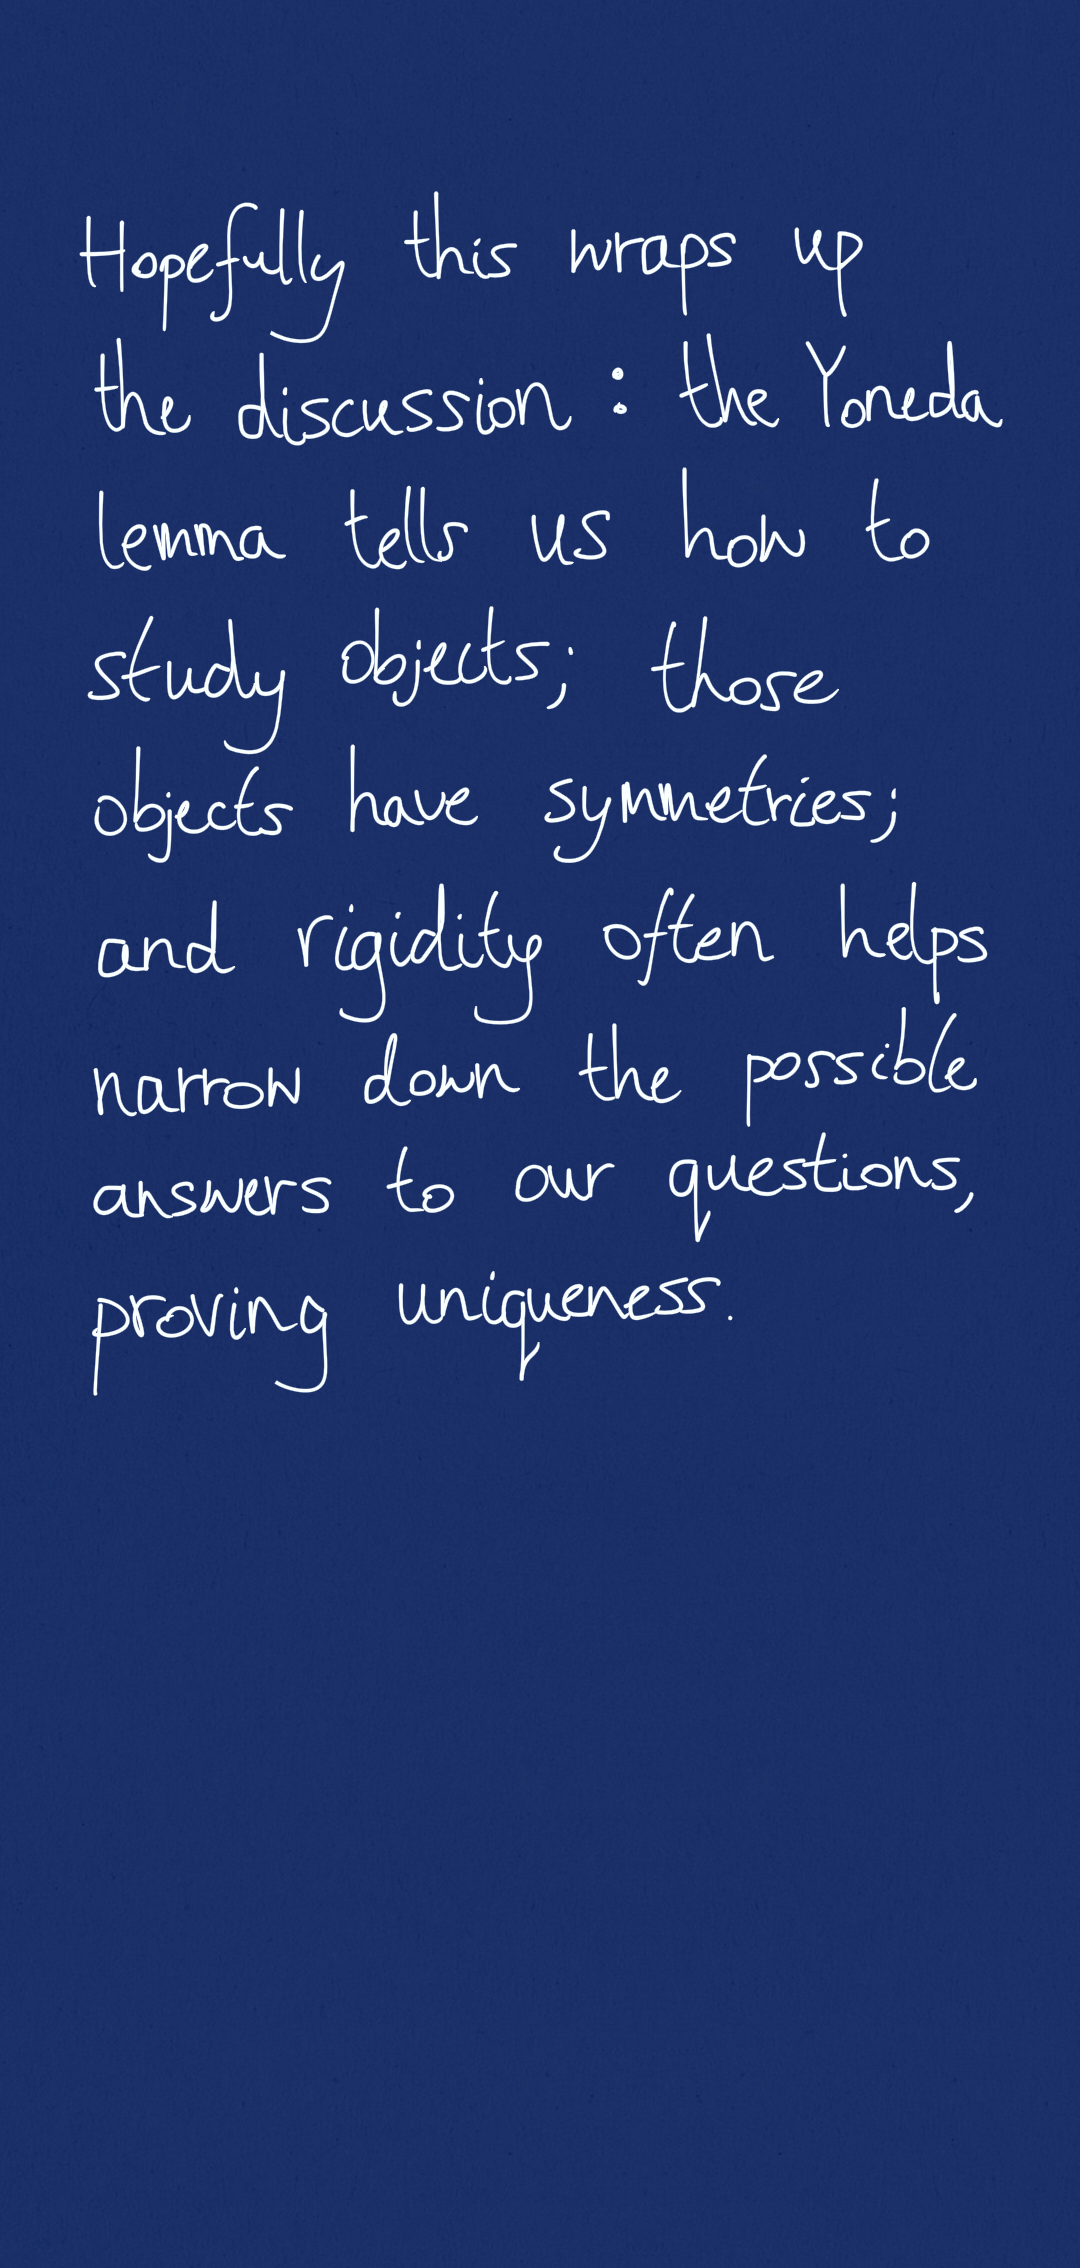 Hopefully this wraps up
the discussion : the Yoneda
lemma tells us how to
study objects; those
objects have symmetries;
and rigidity often helps
narrow down the possible
answers to our questions,
proving uniqueness.